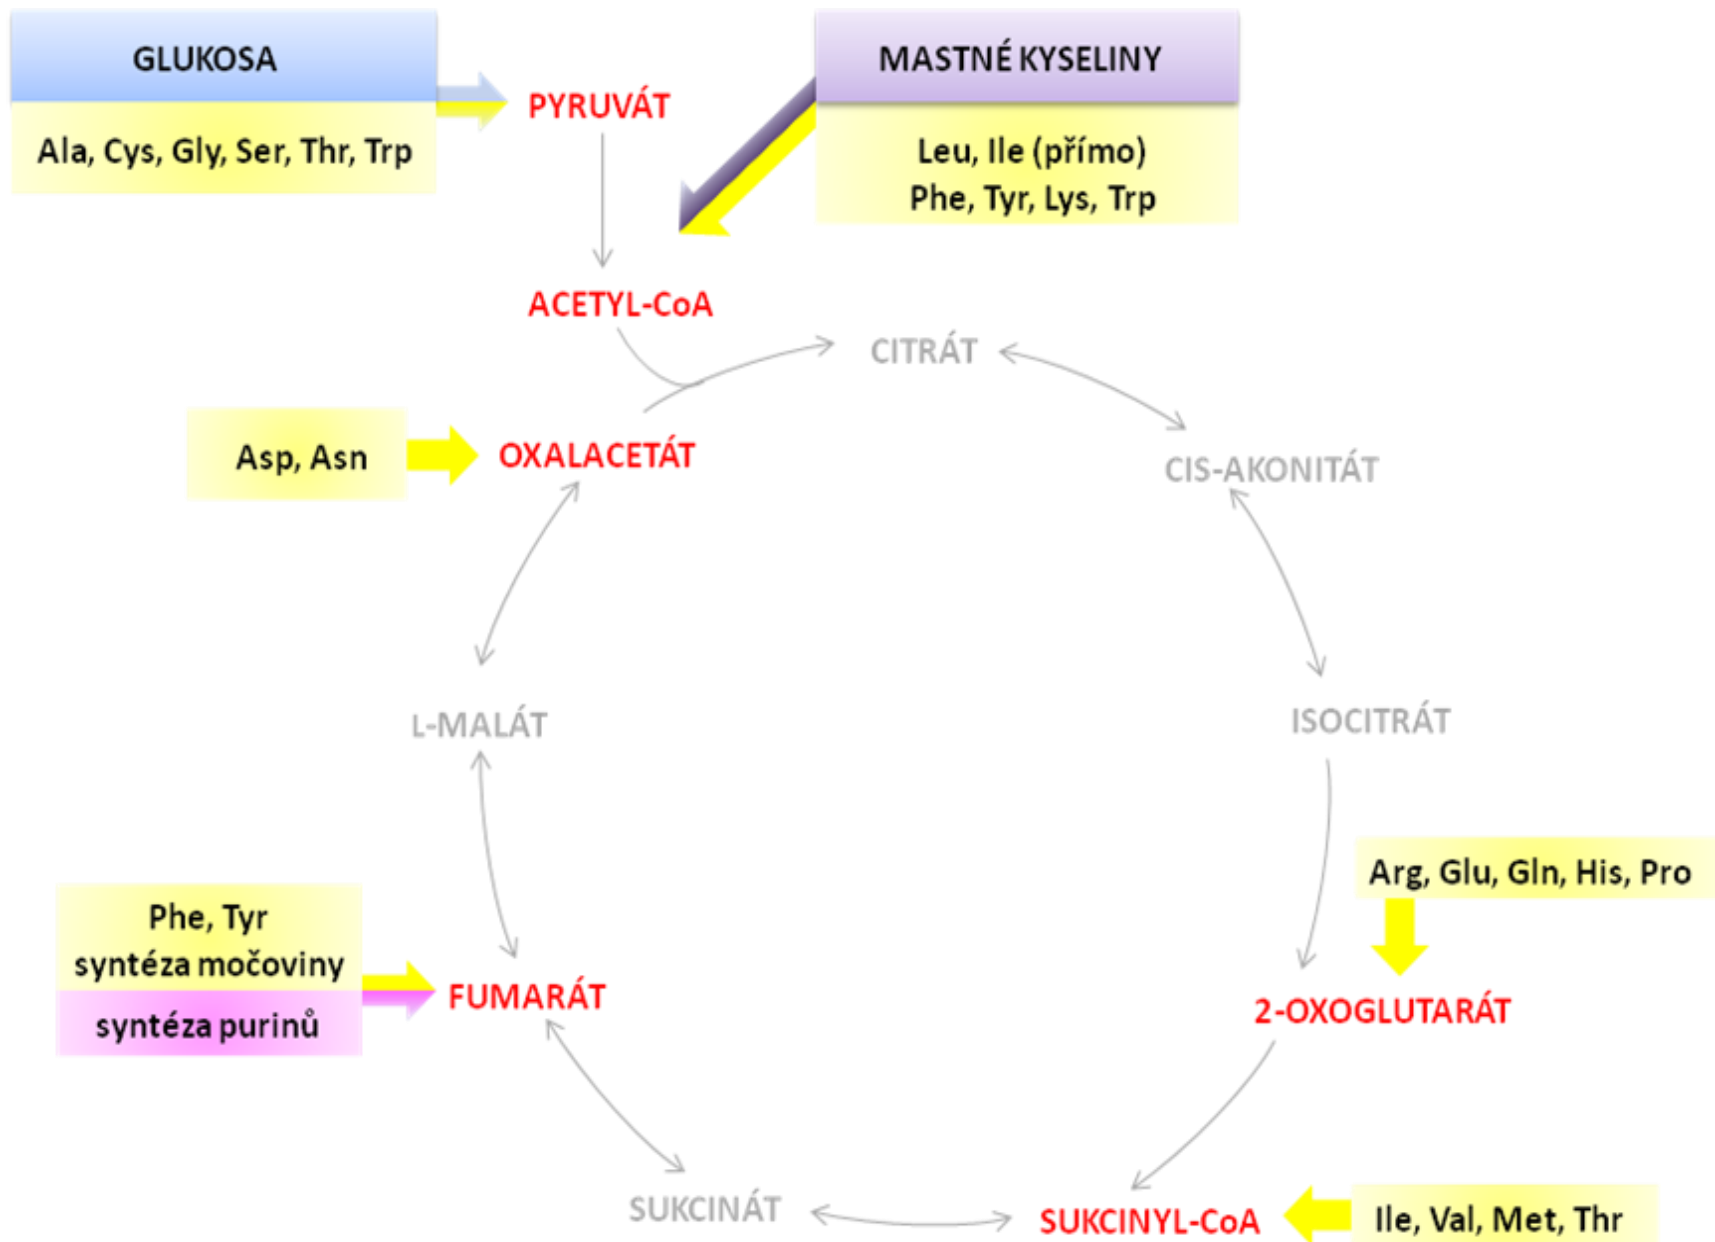 GLUKOSA
Ala, Cys, Gly, Ser, Thr, Trp
PYRUVÁT
MASTNÉ KYSELINY
Leu, Ile (přímo)
Phe, Tyr, Lys, Trp
ACETYL-CoA
CITRÁT
Asp, Asn
OXALACETÁT
CIS-AKONITÁT
L-MALÁT
ISOCITRÁT
Arg, Glu, Gln, His, Pro
Phe, Tyr
syntéza močoviny
syntéza purinů
FUMARÁT
2-OXOGLUTARÁT
SUKCINÁT
SUKCINYL-CoA
Ile, Val, Met, Thr